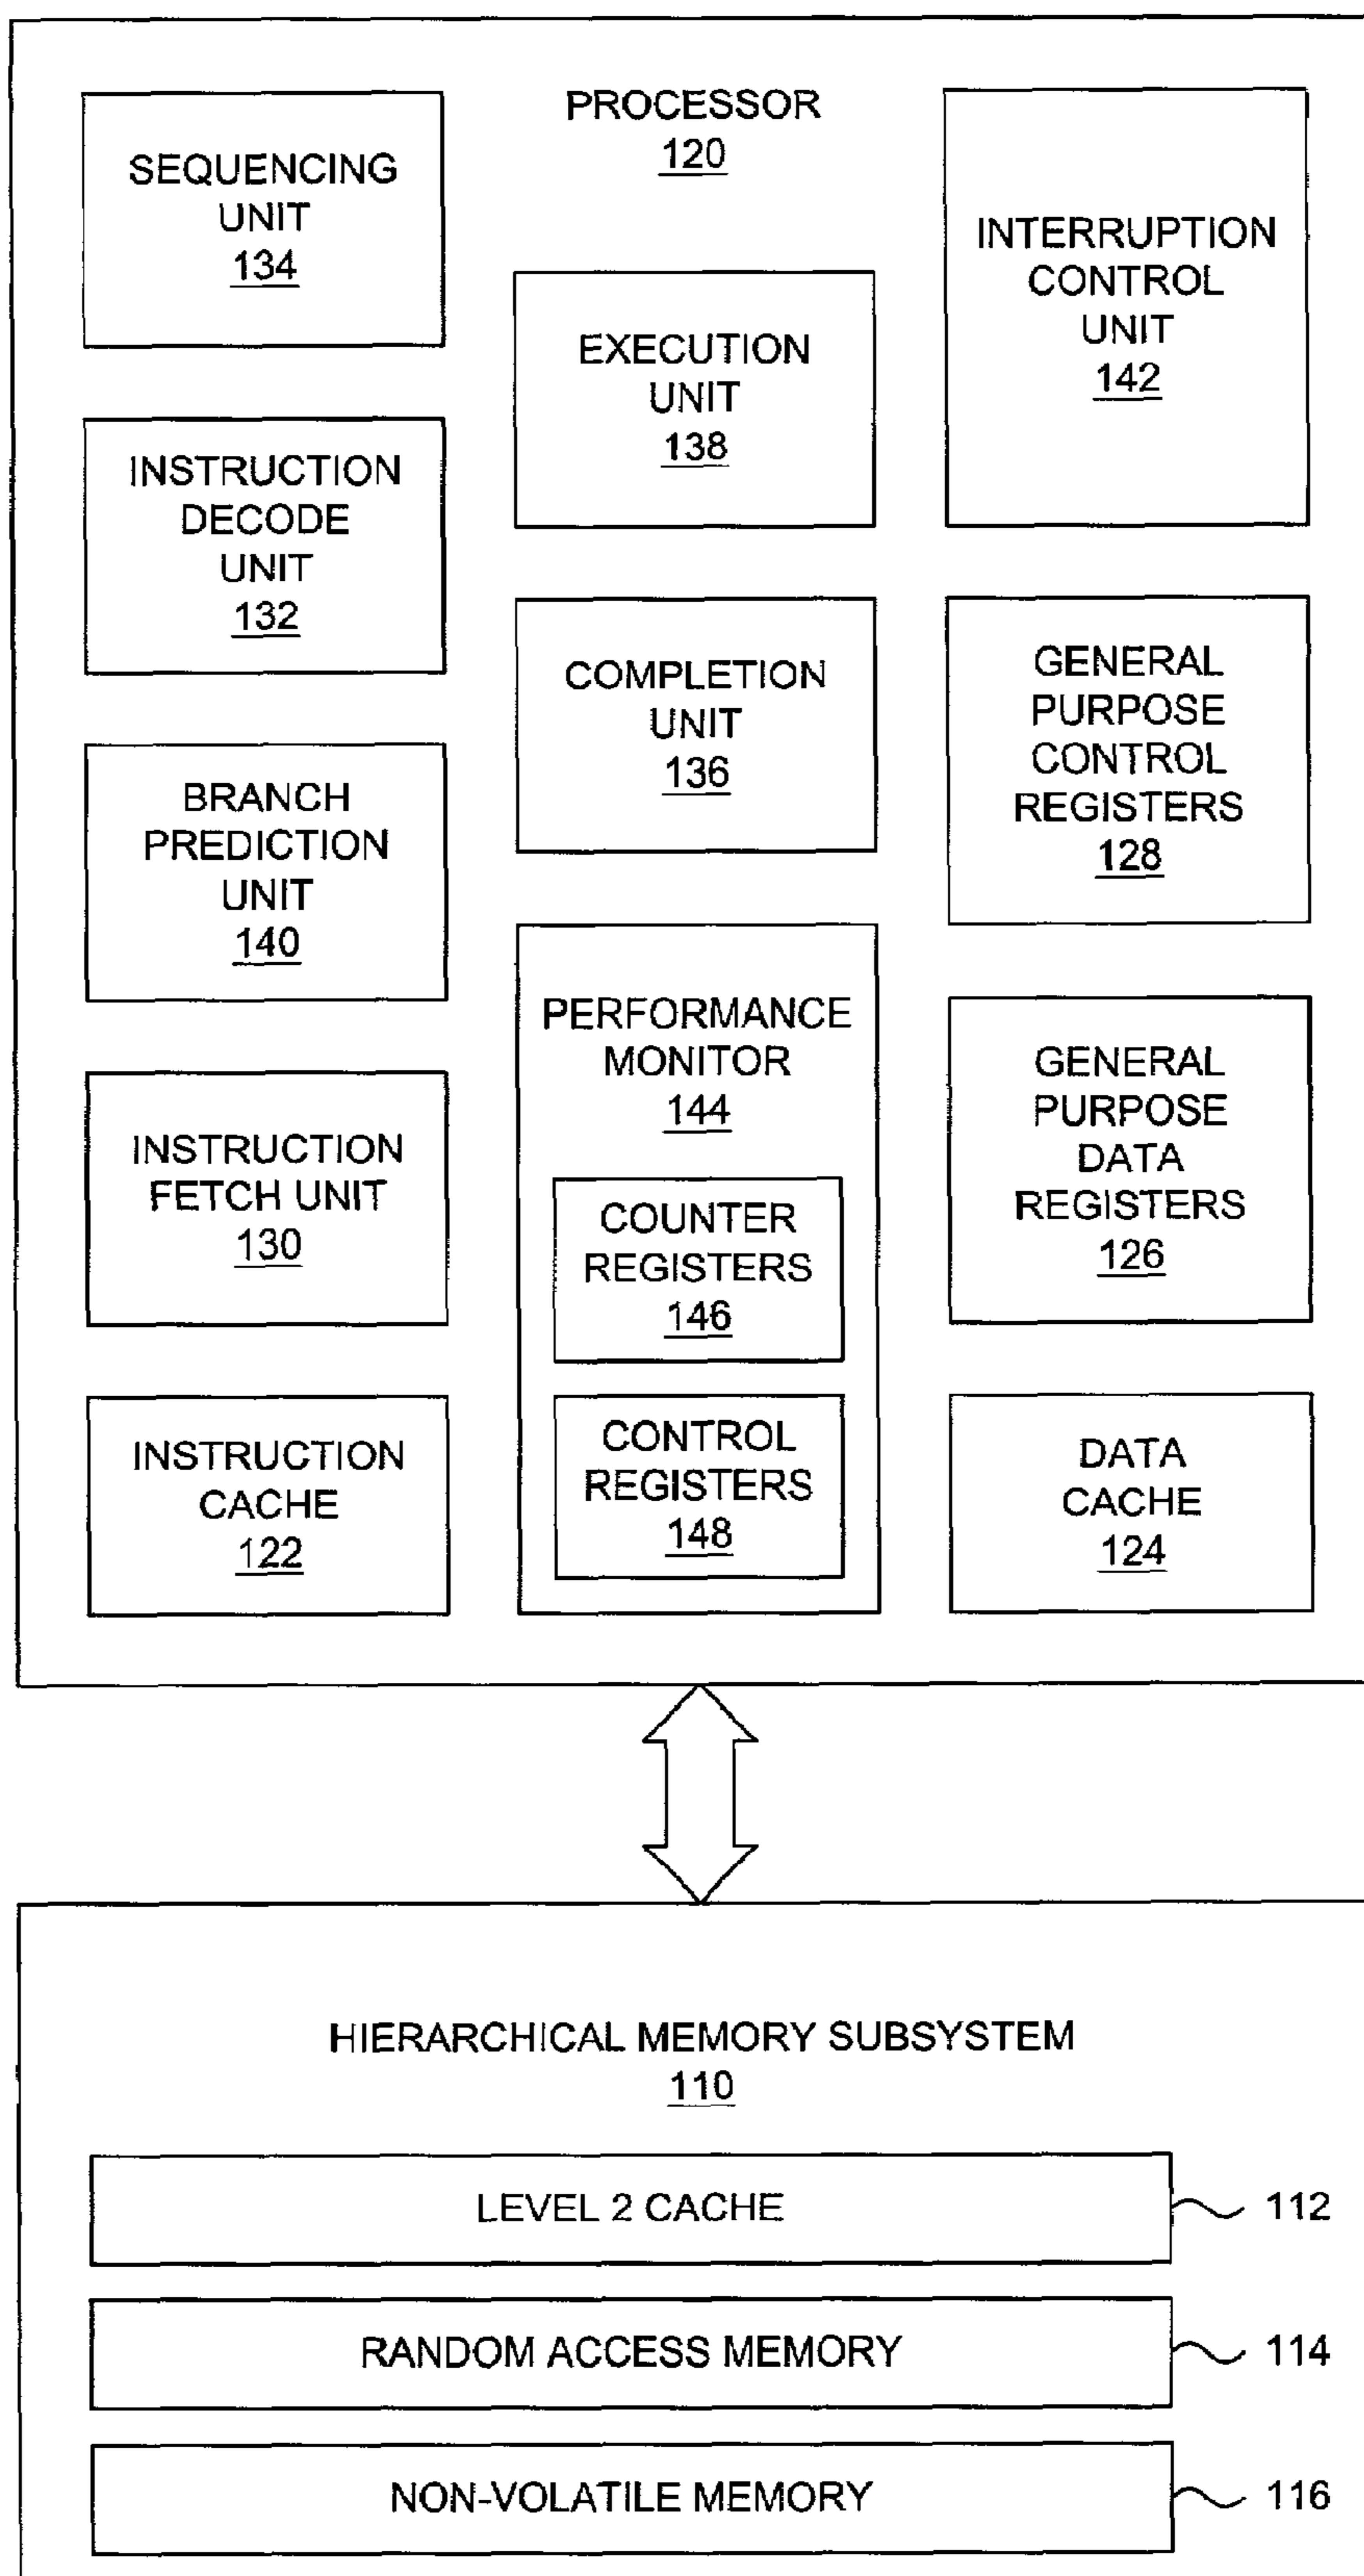 PROCESSOR
120
SEQUENCING
UNIT
134
INSTRUCTION
DECODE
UNIT
132
BRANCH
PREDICTION
UNIT
140
INSTRUCTION
FETCH UNIT
130
INSTRUCTION
CACHE
122
EXECUTION
UNIT
138
COMPLETION
UNIT
136
PERFORMANCE
MONITOR
144
COUNTER
REGISTERS
146
CONTROL
REGISTERS
148
INTERRUPTION
CONTROL
UNIT
142
GENERAL
PURPOSE
CONTROL
REGISTERS
128
GENERAL
PURPOSE
DATA
REGISTERS
126
DATA
CACHE
124
HIERARCHICAL MEMORY SUBSYSTEM
110
LEVEL 2 CACHE
112
RANDOM ACCESS MEMORY
114
NON-VOLATILE MEMORY
116